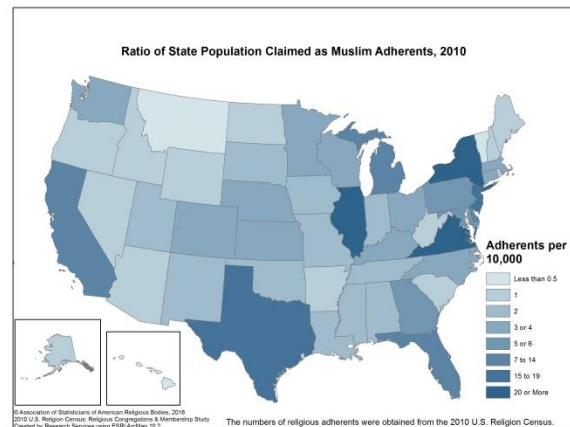 Ratio of State Population Claimed as Muslim Adherents, 2010
Adherents per
10,000
Less than 0.5
1
2
3 or 4
5 or 6
7 to 14
15 to 19
20 or More
© Association of Statisticians of American Religious Bodies, 2016
2010 U.S. Religion Census: Religious Congregations & Membership Study
Created by Research Services using ESRI ArcMap 10.2
The numbers of religious adherents were obtained from the 2010 U.S. Religion Census.